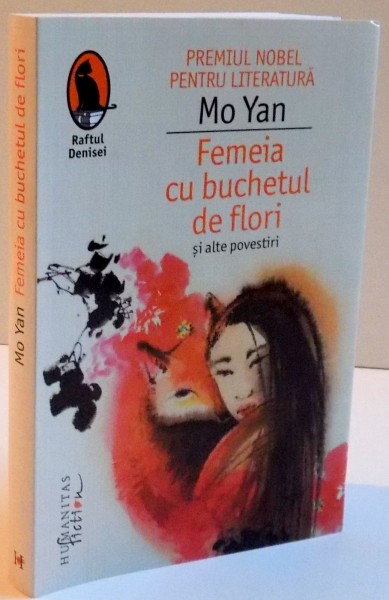 PREMIUL NOBEL
PENTRU LITERATURĂ
Mo Yan
Femeia
cu buchetul
de flori
și alte povestiri
Raftul
Denisei
HUMANITAS
fiction
Mo Yan Femeia cu buchetul de flori